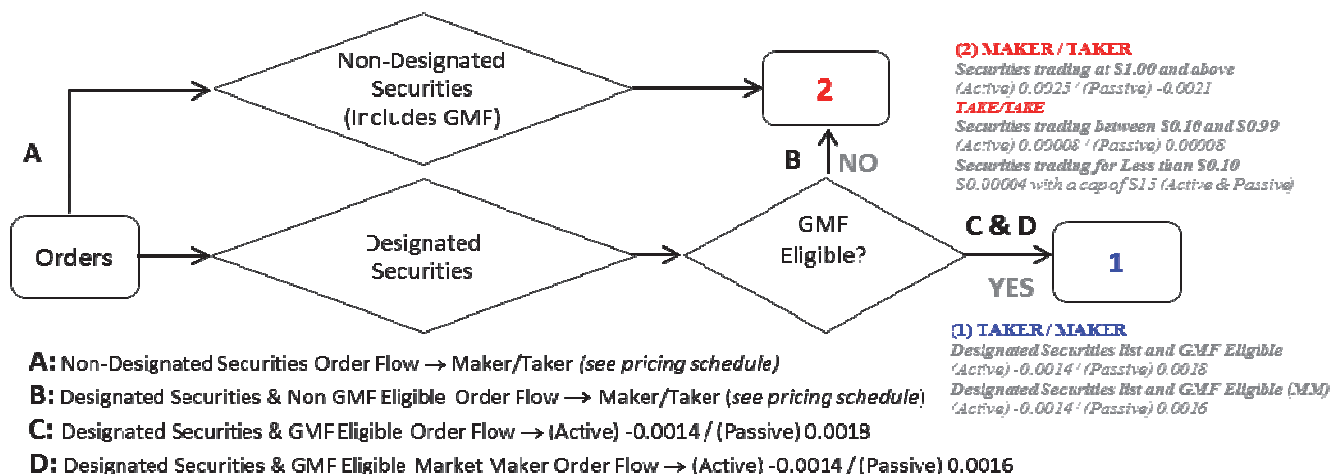 Non-Designated
Securities
(Includes GMF)
2
(2) MAKER / TAKER
Securities trading at $1.00 and above
(Active) 0.0025 / (Passive) -0.0021
TAKE/TAKE
Securities trading between $0.10 and $0.99
(Active) 0.00008 / (Passive) 0.00008
Securities trading for Less than $0.10
$0.00004 with a cap of $15 (Active & Passive)
A
B
NO
Orders
Designated
Securities
GMF
Eligible?
C & D
YES
1
(1) TAKER / MAKER
Designated Securities list and GMF Eligible
(Active) -0.0014 / (Passive) 0.0018
Designated Securities list and GMF Eligible (MM)
(Active) -0.0014 / (Passive) 0.0016
A: Non-Designated Securities Order Flow → Maker/Taker (see pricing schedule)
B: Designated Securities & Non GMF Eligible Order Flow → Maker/Taker (see pricing schedule)
C: Designated Securities & GMF Eligible Order Flow → (Active) -0.0014 / (Passive) 0.0018
D: Designated Securities & GMF Eligible Market Maker Order Flow → (Active) -0.0014 / (Passive) 0.0016